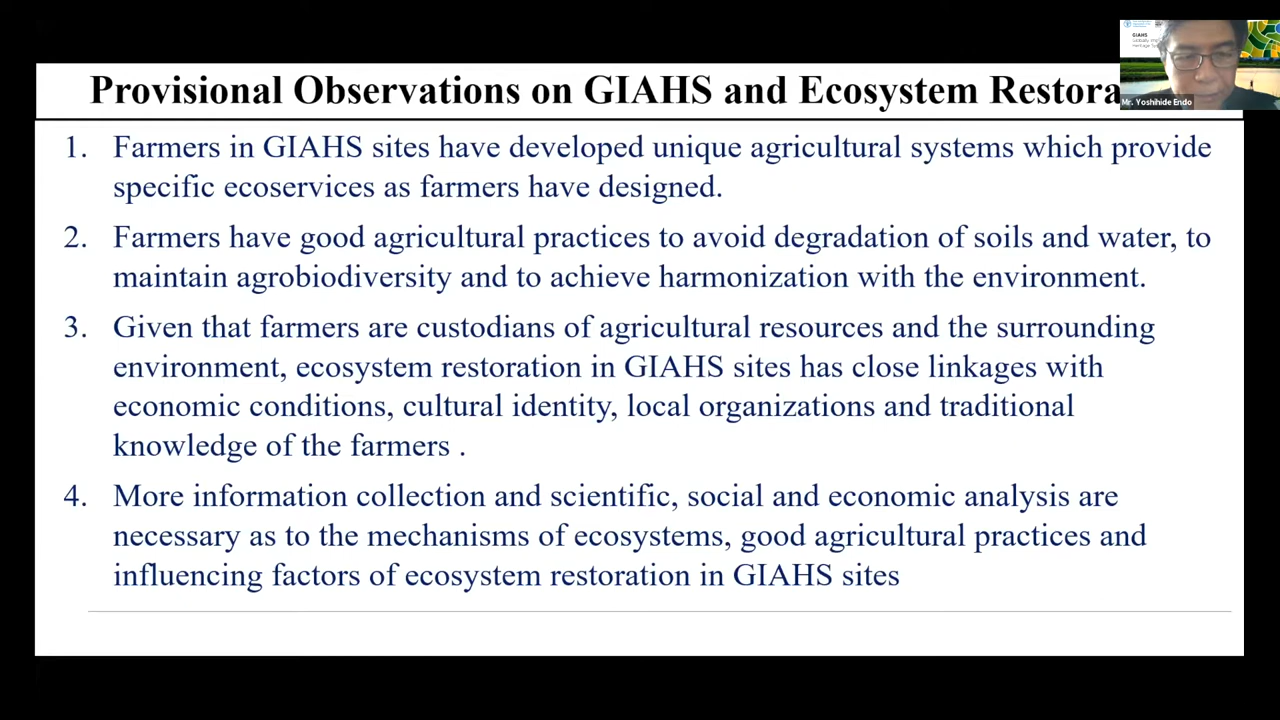 GIAHS
Provisional Observations on GIAHS and Ecosystem Restora
Mr. Yoshihide Endo
1. Farmers in GIAHS sites have developed unique agricultural systems which provide
specific ecoservices as farmers have designed.
2. Farmers have good agricultural practices to avoid degradation of soils and water, to
maintain agrobiodiversity and to achieve harmonization with the environment.
3. Given that farmers are custodians of agricultural resources and the surrounding
environment, ecosystem restoration in GIAHS sites has close linkages with
economic conditions, cultural identity, local organizations and traditional
knowledge of the farmers .
4. More information collection and scientific, social and economic analysis are
necessary as to the mechanisms of ecosystems, good agricultural practices and
influencing factors of ecosystem restoration in GIAHS sites